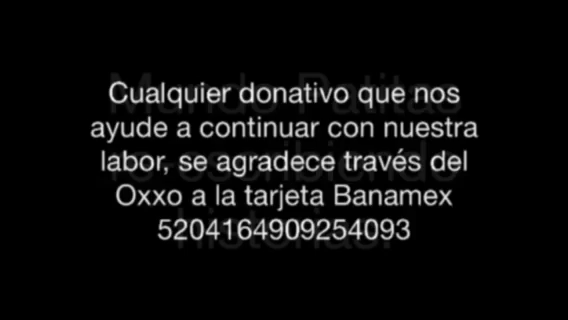 Cualquier donativo que nos
ayude a continuar con nuestra
labor, se agradece través del
Oxxo a la tarjeta Banamex
5204164909254093